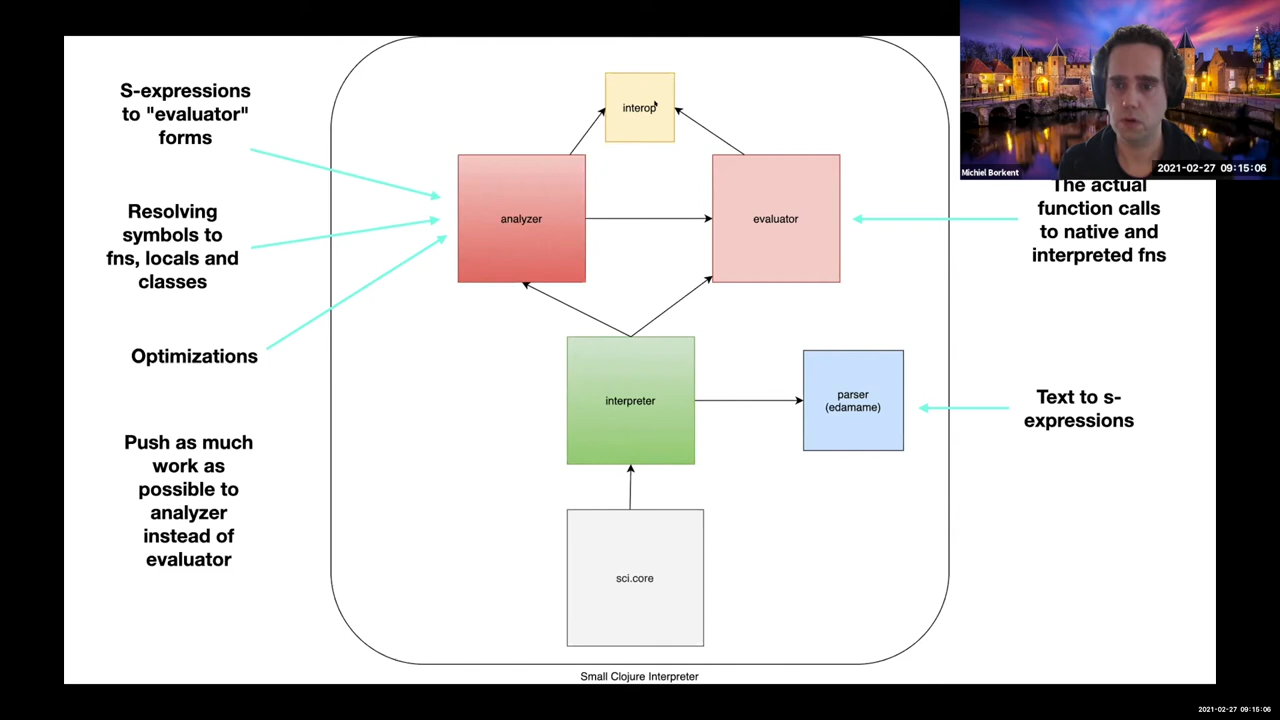 S-expressions
to "evaluator"
forms
Resolving
symbols to
fns, locals and
classes
Optimizations
Push as much
work as
possible to
analyzer
instead of
evaluator
interop
analyzer
evaluator
interpreter
parser
(edamame)
sci.core
Small Clojure Interpreter
Michiel Borkent
2021-02-27 09:15:06
The actual
function calls
to native and
interpreted fns
Text to s-
expressions
2021-02-27 09:15:06